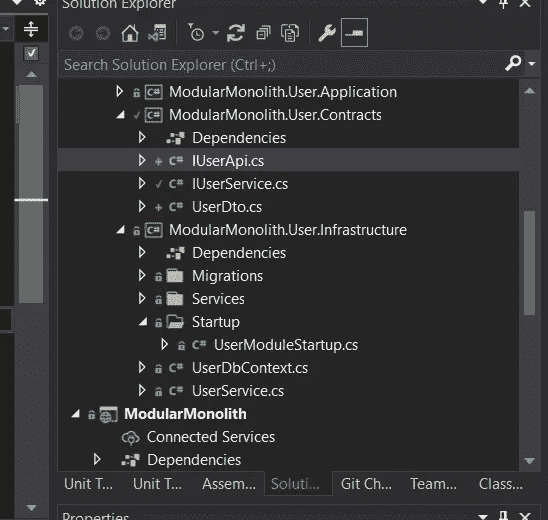 Solution Explorer
Search Solution Explorer (Ctrl+;)
C# ModularMonolith.User.Application
C# ModularMonolith.User.Contracts
Dependencies
C# IUserApi.cs
C# IUserService.cs
C# UserDto.cs
C# ModularMonolith.User.Infrastructure
Dependencies
Migrations
Services
Startup
C# UserModuleStartup.cs
C# UserDbContext.cs
C# UserService.cs
ModularMonolith
Connected Services
Dependencies
Unit T... Unit T... Assem... Soluti... Git Ch... Team... Class...
Properties